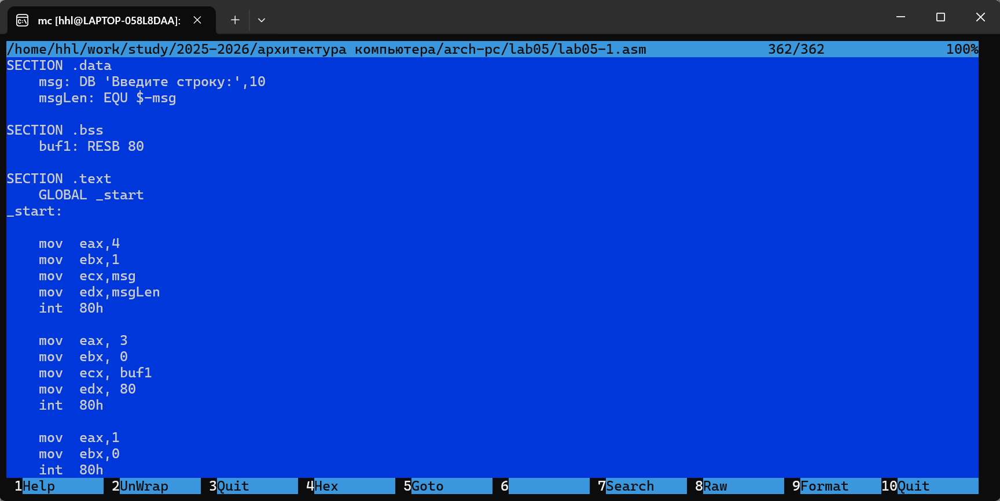 mc [hhl@LAPTOP-058L8DAA]:
/home/hhl/work/study/2025-2026/архитектура компьютера/arch-pc/lab05/lab05-1.asm 362/362 100%
SECTION .data
    msg: DB 'Введите строку:',10
    msgLen: EQU $-msg

SECTION .bss
    buf1: RESB 80

SECTION .text
    GLOBAL _start
_start:

    mov  eax,4
    mov  ebx,1
    mov  ecx,msg
    mov  edx,msgLen
    int  80h

    mov  eax, 3
    mov  ebx, 0
    mov  ecx, buf1
    mov  edx, 80
    int  80h

    mov  eax,1
    mov  ebx,0
    int  80h
1Help 2UnWrap 3Quit 4Hex 5Goto 6 7Search 8Raw 9Format 10Quit